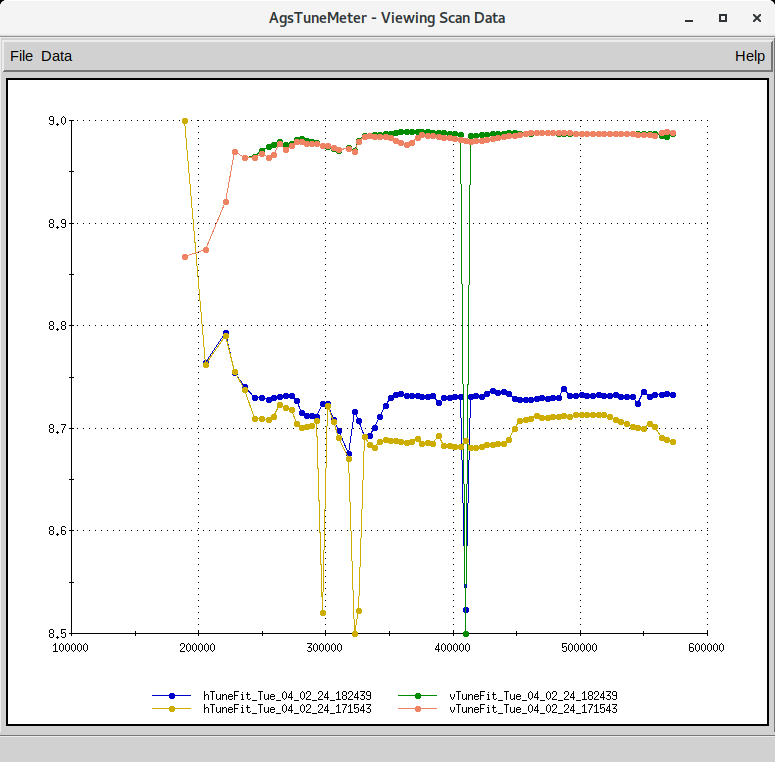 AgsTuneMeter - Viewing Scan Data
File Data Help
9.0
8.9
8.8
8.7
8.6
8.5
100000 200000 300000 400000 500000 600000
hTuneFit_Tue_04_02_24_182439 vTuneFit_Tue_04_02_24_182439
hTuneFit_Tue_04_02_24_171543 vTuneFit_Tue_04_02_24_171543